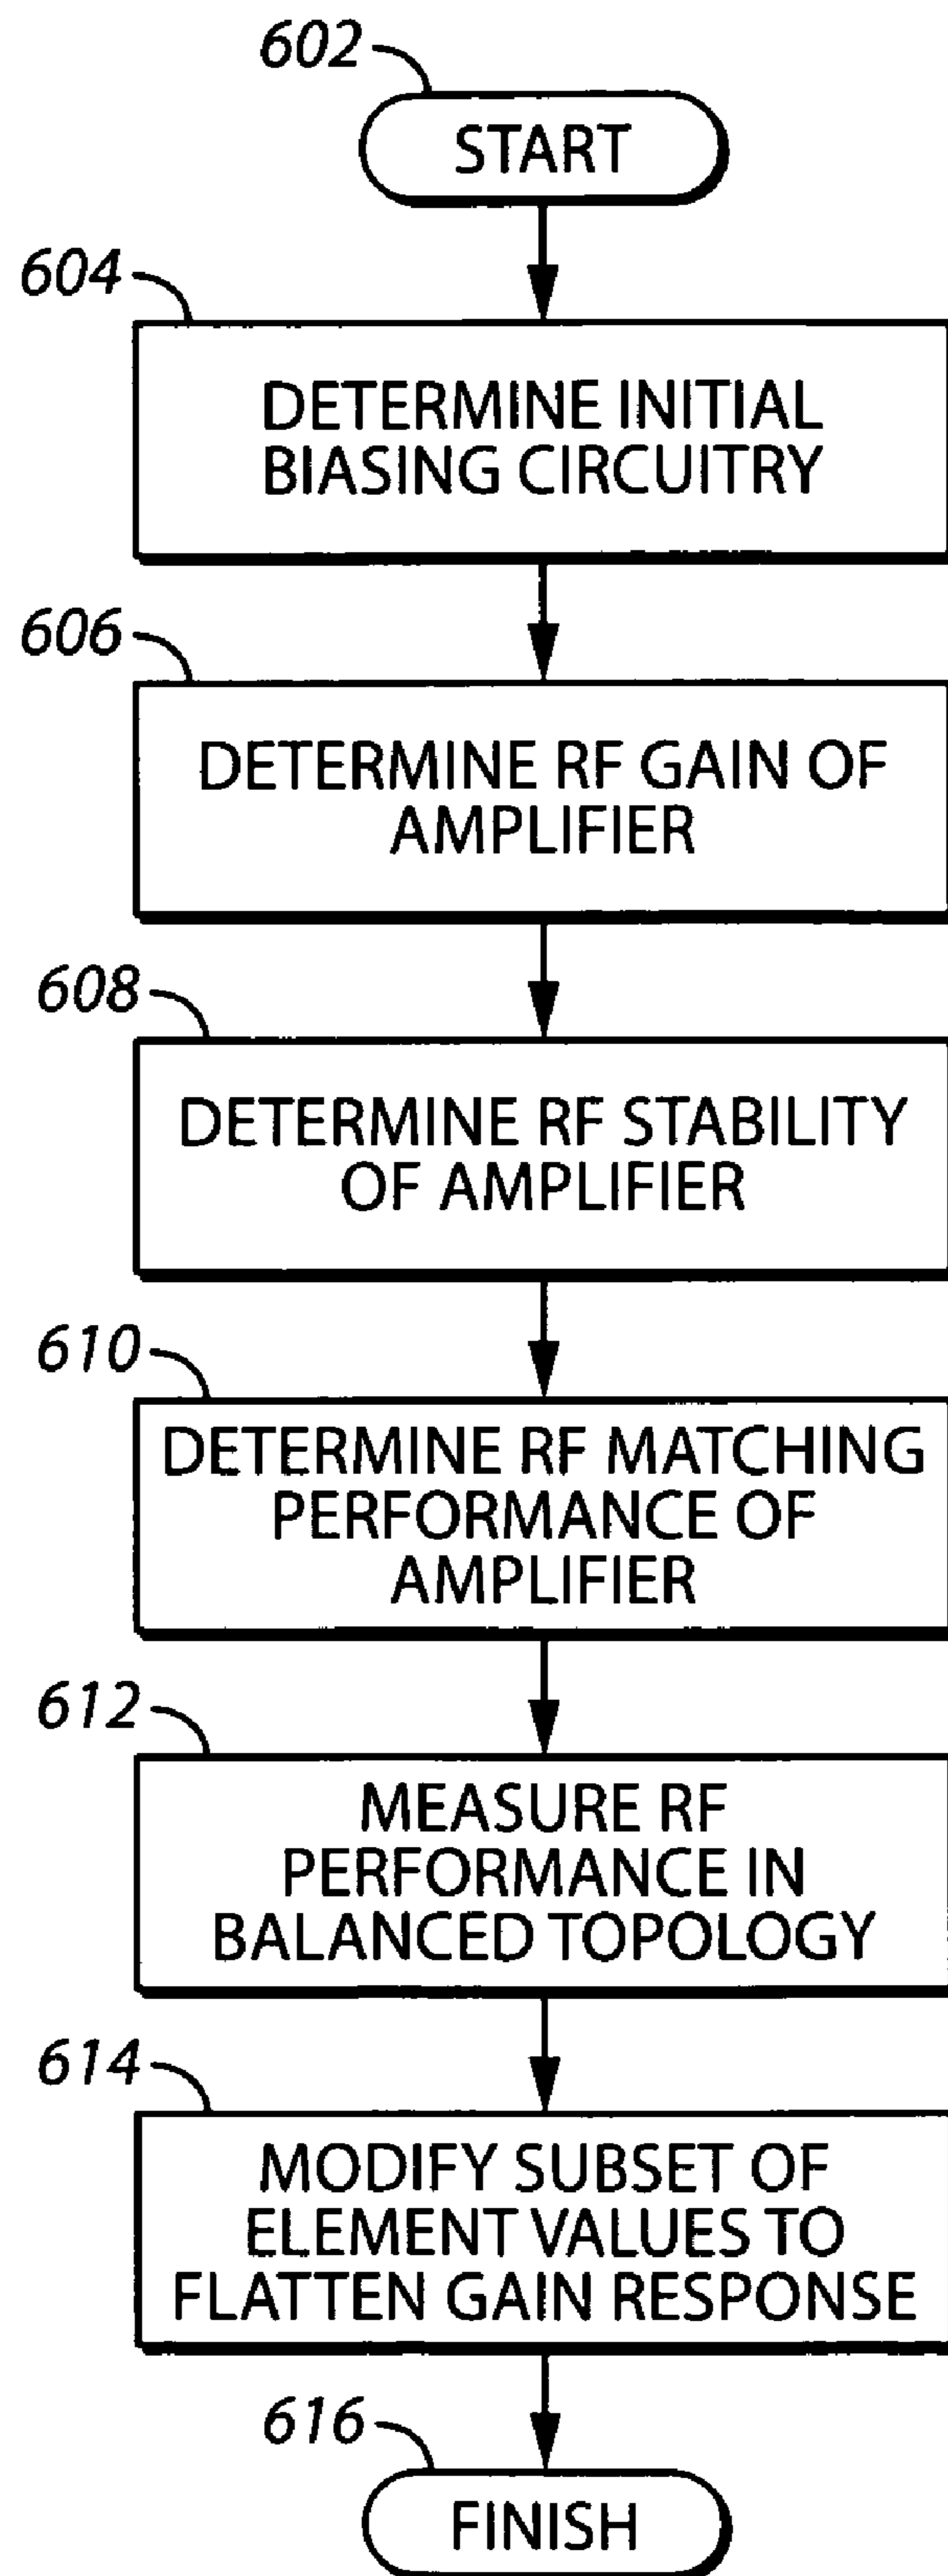 602
START
604
DETERMINE INITIAL
BIASING CIRCUITRY
606
DETERMINE RF GAIN OF
AMPLIFIER
608
DETERMINE RF STABILITY
OF AMPLIFIER
610
DETERMINE RF MATCHING
PERFORMANCE OF
AMPLIFIER
612
MEASURE RF
PERFORMANCE IN
BALANCED TOPOLOGY
614
MODIFY SUBSET OF
ELEMENT VALUES TO
FLATTEN GAIN RESPONSE
616
FINISH